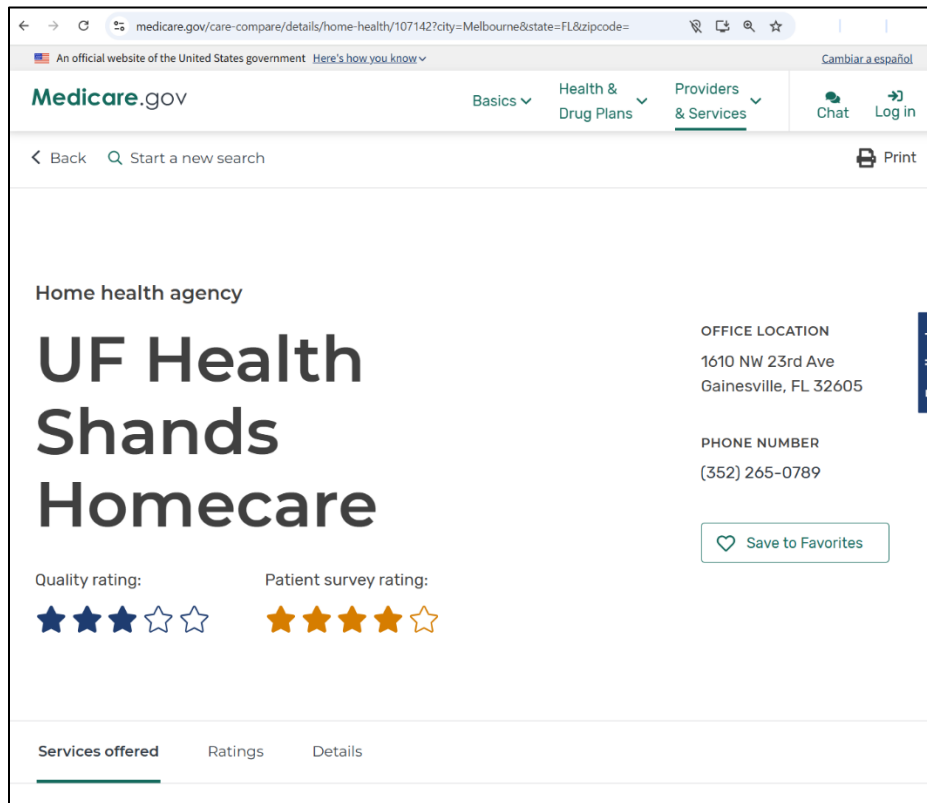 medicare.gov/care-compare/details/home-health/107142?city=Melbourne&state=FL&zipcode=
An official website of the United States government Here's how you know
Cambiar a español
Medicare.gov
Basics
Health &
Drug Plans
Providers
& Services
Chat
Log in
Back
Start a new search
Print
Home health agency
UF Health
Shands
Homecare
OFFICE LOCATION
1610 NW 23rd Ave
Gainesville, FL 32605
PHONE NUMBER
(352) 265-0789
Save to Favorites
Quality rating:
Patient survey rating:
Services offered
Ratings
Details